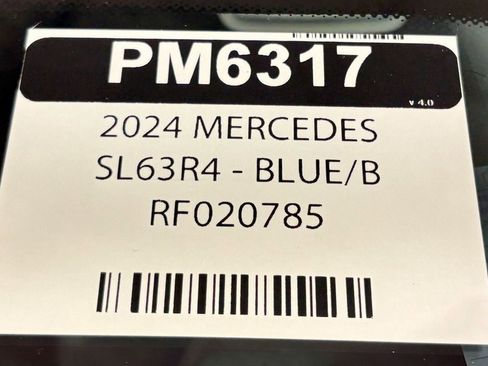 PM6317
v 4.0
2024 MERCEDES
SL63R4 - BLUE/B
RF020785